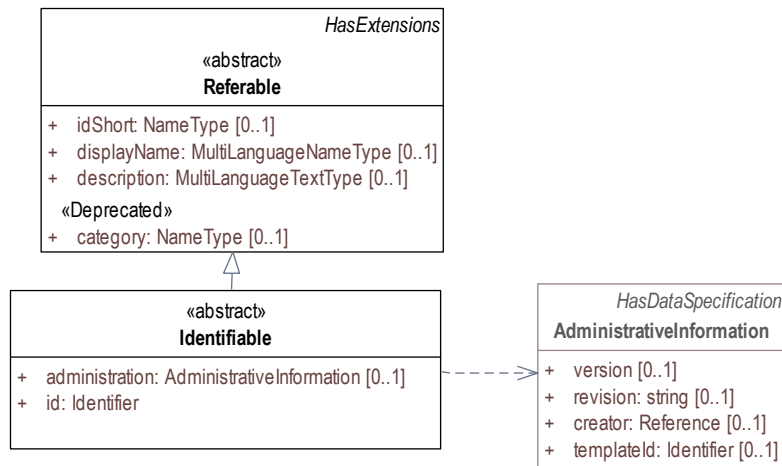 HasExtensions
«abstract»
Referable
+ idShort: NameType [0..1]
+ displayName: MultiLanguageNameType [0..1]
+ description: MultiLanguageTextType [0..1]
«Deprecated»
+ category: NameType [0..1]
«abstract»
Identifiable
+ administration: AdministrativeInformation [0..1]
+ id: Identifier
HasDataSpecification
AdministrativeInformation
+ version [0..1]
+ revision: string [0..1]
+ creator: Reference [0..1]
+ templateId: Identifier [0..1]